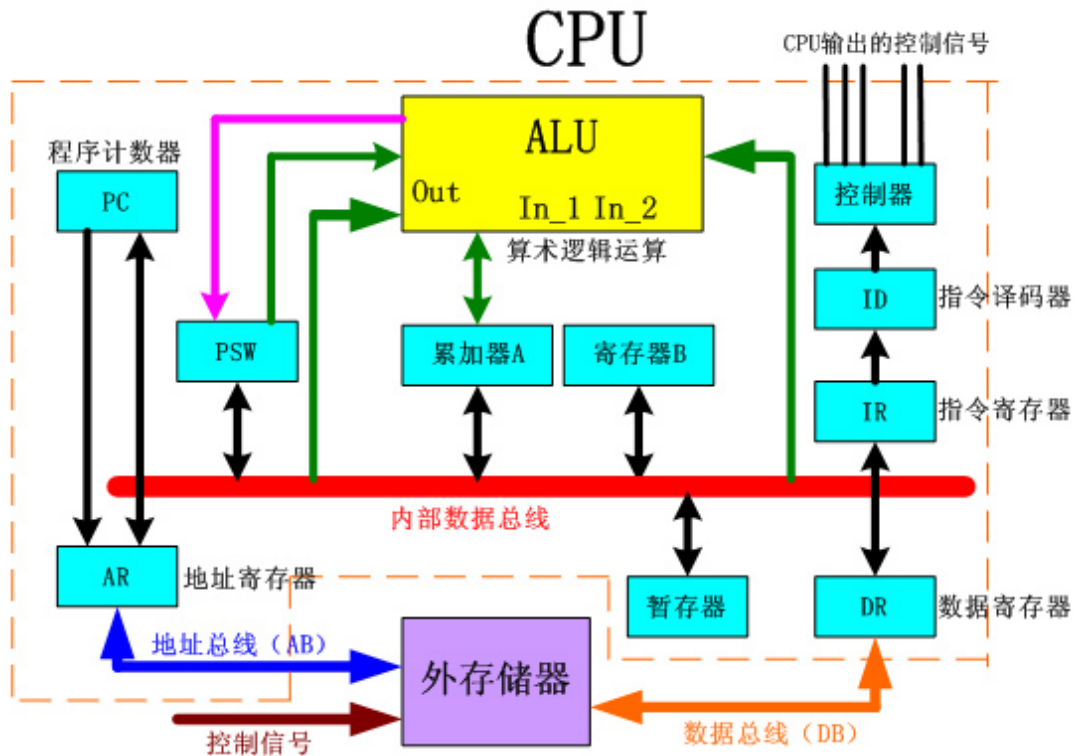 CPU
CPU输出的控制信号
程序计数器
PC
ALU
Out
In_1 In_2
算术逻辑运算
控制器
ID
指令译码器
PSW
累加器A
寄存器B
IR
指令寄存器
内部数据总线
AR
地址寄存器
暂存器
DR
数据寄存器
地址总线（AB）
外存储器
控制信号
数据总线（DB）